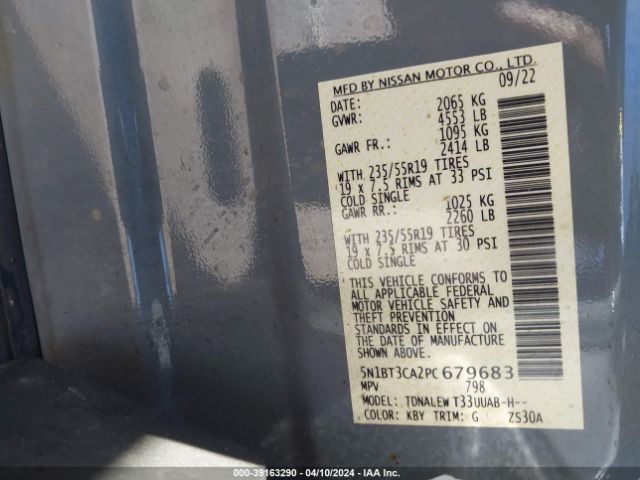 MFD BY NISSAN MOTOR CO., LTD.
DATE: 09/22
GVWR: 2065 KG
4553 LB
GAWR FR.: 1095 KG
2414 LB
WITH 235/55R19 TIRES
19 x 7.5 RIMS AT 33 PSI
COLD SINGLE
GAWR RR.: 1025 KG
2260 LB
WITH 235/55R19 TIRES
19 x 7.5 RIMS AT 30 PSI
COLD SINGLE
THIS VEHICLE CONFORMS TO
ALL APPLICABLE FEDERAL
MOTOR VEHICLE SAFETY AND
THEFT PREVENTION
STANDARDS IN EFFECT ON
THE DATE OF MANUFACTURE
SHOWN ABOVE.
5N1BT3CA2PC 679683
MPV 798
MODEL: TDNALEW T33UUAB-H--
COLOR: KBY TRIM: G ZS30A
000-39163290 - 04/10/2024 - IAA Inc.